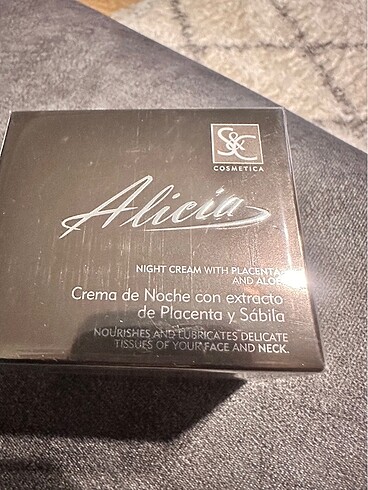 S&C
COSMETICA
Alicia
NIGHT CREAM WITH PLACENTA
AND ALOE
Crema de Noche con extracto
de Placenta y Sábila
NOURISHES AND LUBRICATES DELICATE
TISSUES OF YOUR FACE AND NECK.